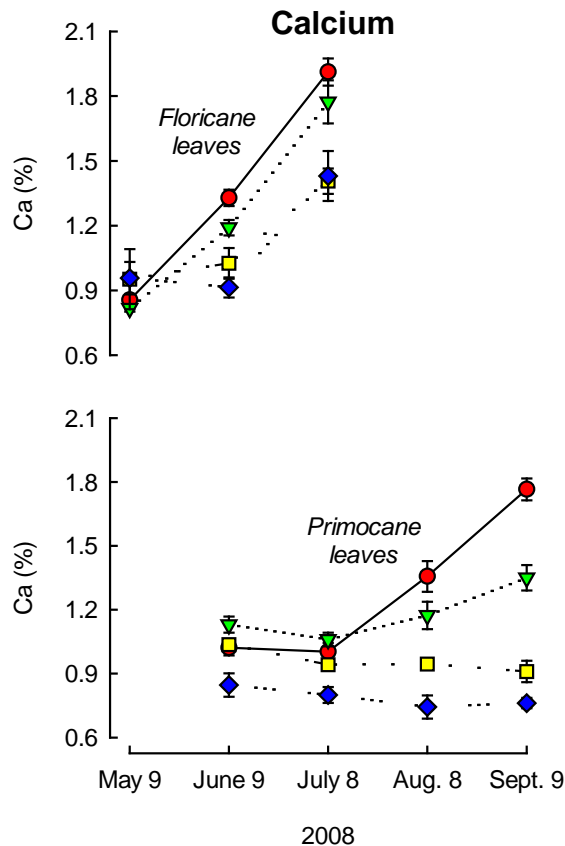 Calcium
2.1
1.8
1.5
1.2
0.9
0.6
Ca (%)
Floricane
leaves
2.1
1.8
1.5
1.2
0.9
0.6
Ca (%)
Primocane
leaves
May 9 June 9 July 8 Aug. 8 Sept. 9
2008